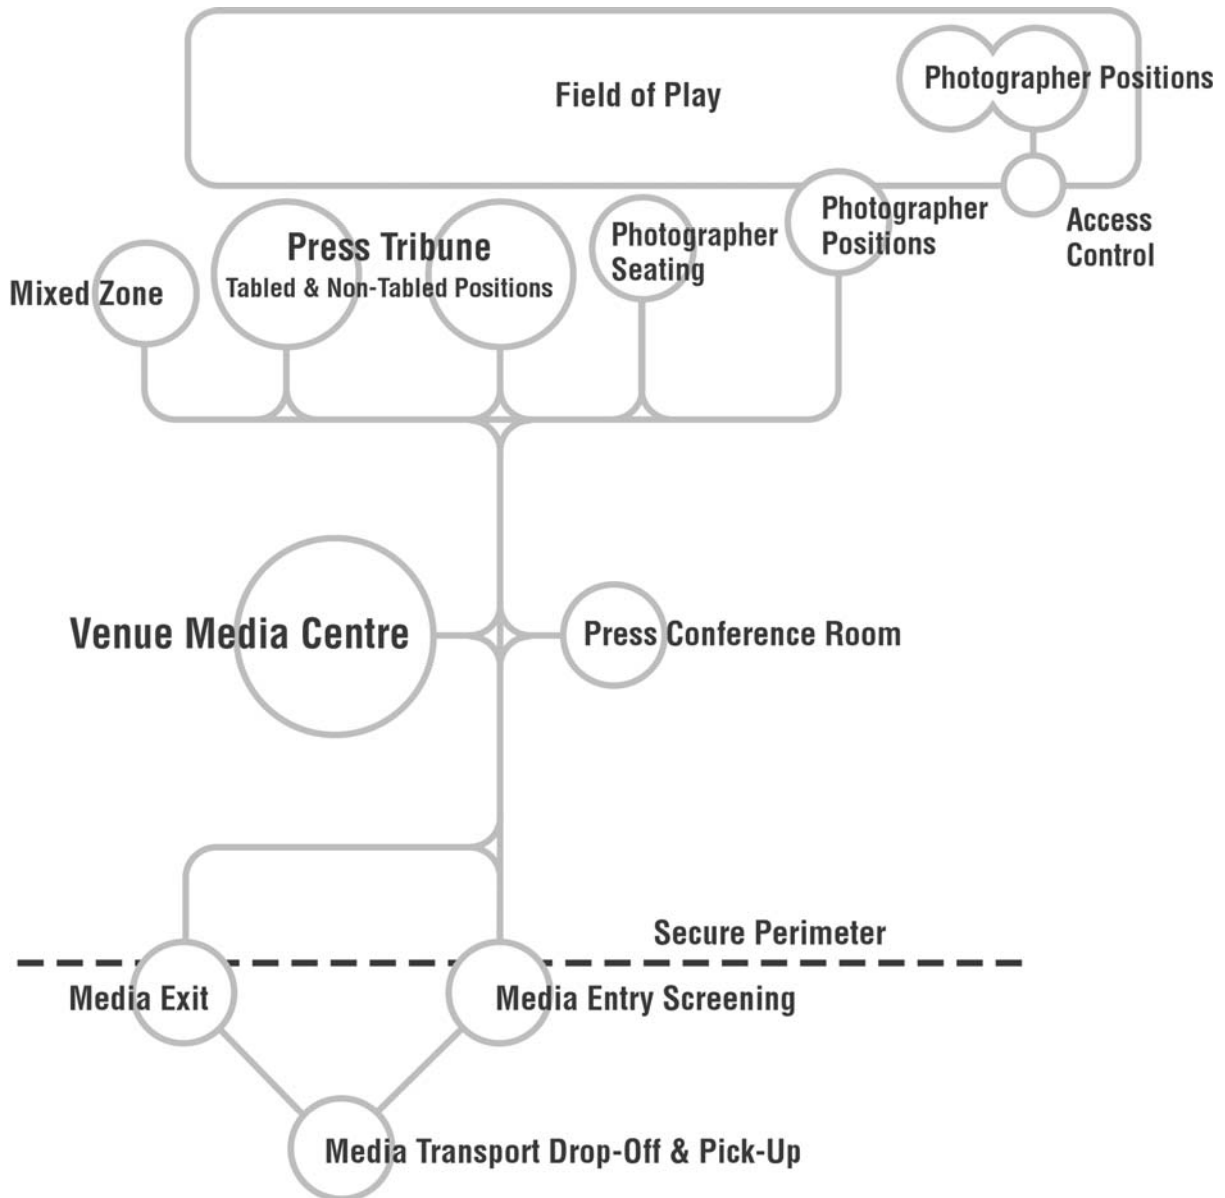 Photographer Positions
Field of Play
Photographer
Positions
Access
Control
Photographer
Seating
Press Tribune
Tabled & Non-Tabled Positions
Mixed Zone
Venue Media Centre
Press Conference Room
Secure Perimeter
Media Exit
Media Entry Screening
Media Transport Drop-Off & Pick-Up